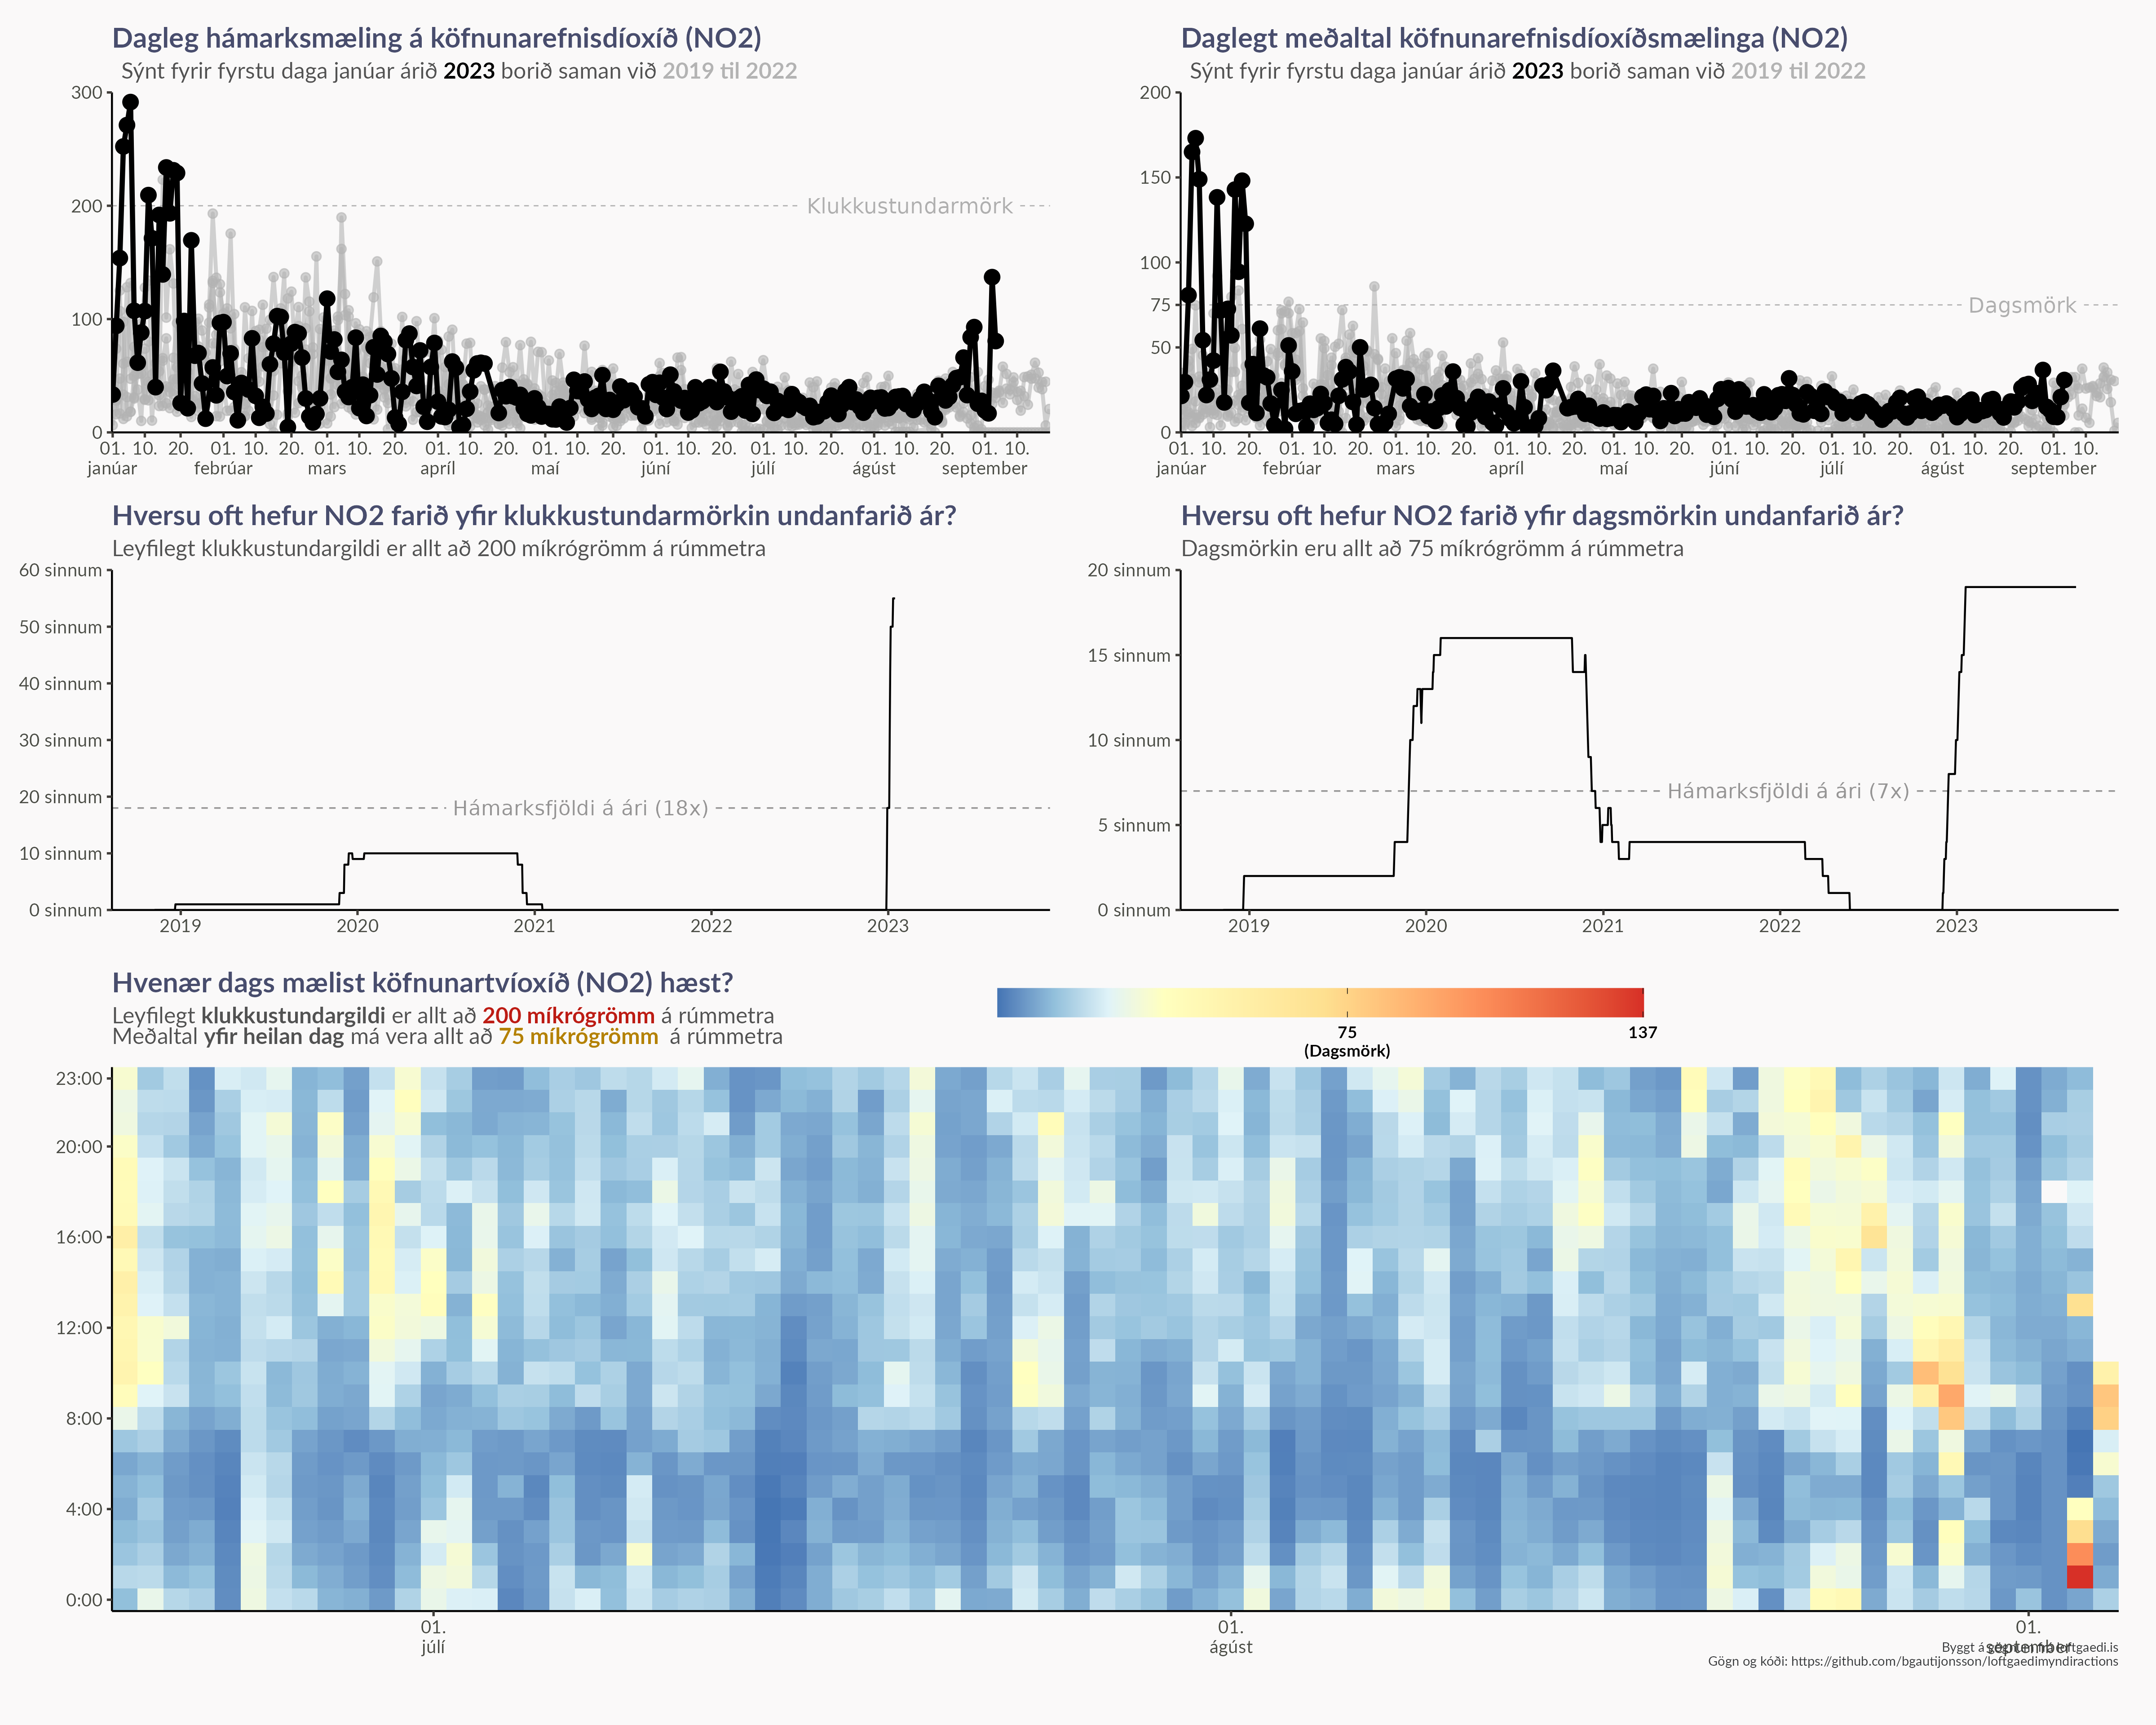 Dagleg hámarksmæling á köfnunarefnisdíoxíð (NO2)
Sýnt fyrir fyrstu daga janúar árið 2023 borið saman við 2019 til 2022
300
200
100
0
Klukkustundarmörk
01. 10. 20. 01. 10. 20. 01. 10. 20. 01. 10. 20. 01. 10. 20. 01. 10. 20. 01. 10. 20. 01. 10. 20. 01. 10.
janúar febrúar mars apríl maí júní júlí ágúst september
Daglegt meðaltal köfnunarefnisdíoxíðsmælinga (NO2)
Sýnt fyrir fyrstu daga janúar árið 2023 borið saman við 2019 til 2022
200
150
100
75
50
0
Dagsmörk
01. 10. 20. 01. 10. 20. 01. 10. 20. 01. 10. 20. 01. 10. 20. 01. 10. 20. 01. 10. 20. 01. 10. 20. 01. 10.
janúar febrúar mars apríl maí júní júlí ágúst september
Hversu oft hefur NO2 farið yfir klukkustundarmörkin undanfarið ár?
Leyfilegt klukkustundargildi er allt að 200 míkrógrömm á rúmmetra
60 sinnum
50 sinnum
40 sinnum
30 sinnum
20 sinnum
10 sinnum
0 sinnum
Hámarksfjöldi á ári (18x)
2019 2020 2021 2022 2023
Hversu oft hefur NO2 farið yfir dagsmörkin undanfarið ár?
Dagsmörkin eru allt að 75 míkrógrömm á rúmmetra
20 sinnum
15 sinnum
10 sinnum
5 sinnum
0 sinnum
Hámarksfjöldi á ári (7x)
2019 2020 2021 2022 2023
Hvenær dags mælist köfnunartvíoxíð (NO2) hæst?
Leyfilegt klukkustundargildi er allt að 200 míkrógrömm á rúmmetra
Meðaltal yfir heilan dag má vera allt að 75 míkrógrömm á rúmmetra
75 137
(Dagsmörk)
23:00
20:00
16:00
12:00
8:00
4:00
0:00
01. 01. 01.
júlí ágúst september
Byggt á gögnum frá loftgaedi.is
Gögn og kóði: https://github.com/bgautijonsson/loftgaedimyndiractions